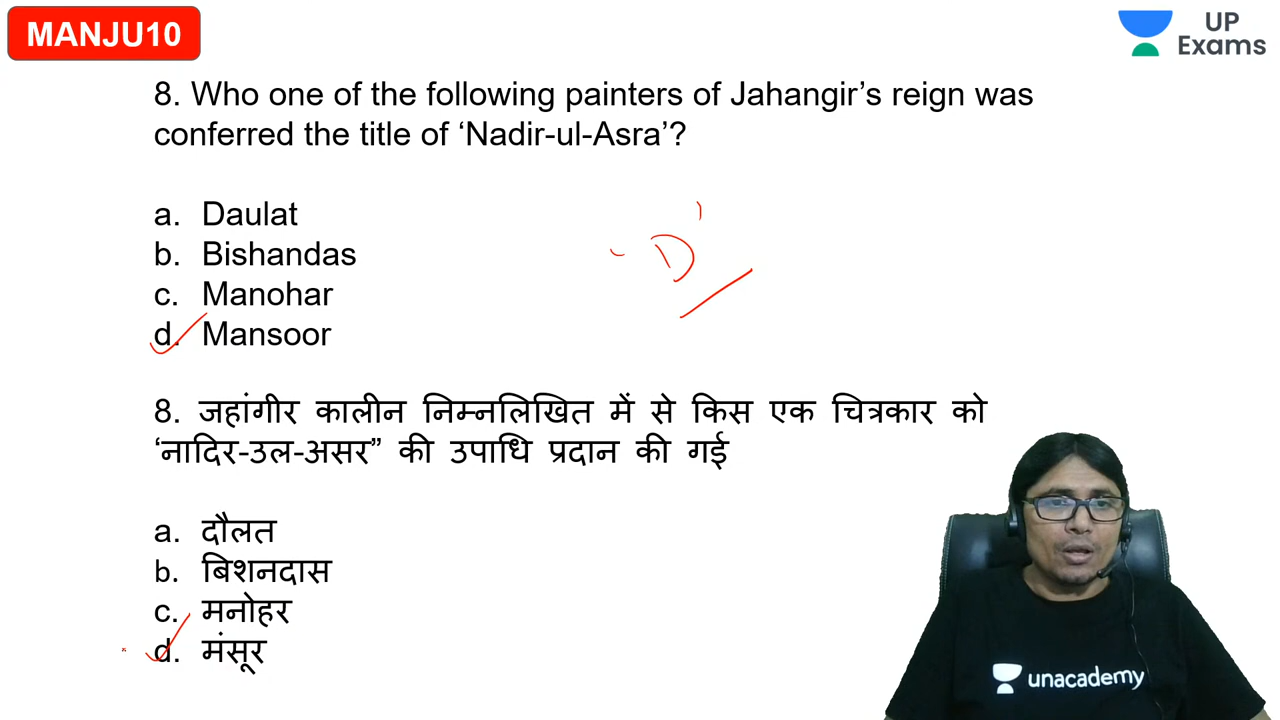 MANJU10
UP
Exams
8. Who one of the following painters of Jahangir’s reign was
conferred the title of ‘Nadir-ul-Asra’?
a. Daulat
b. Bishandas
c. Manohar
d. Mansoor
D
8. जहांगीर कालीन निम्नलिखित में से किस एक चित्रकार को
‘नादिर-उल-असर” की उपाधि प्रदान की गई
a. दौलत
b. बिशनदास
c. मनोहर
d. मंसूर
unacademy